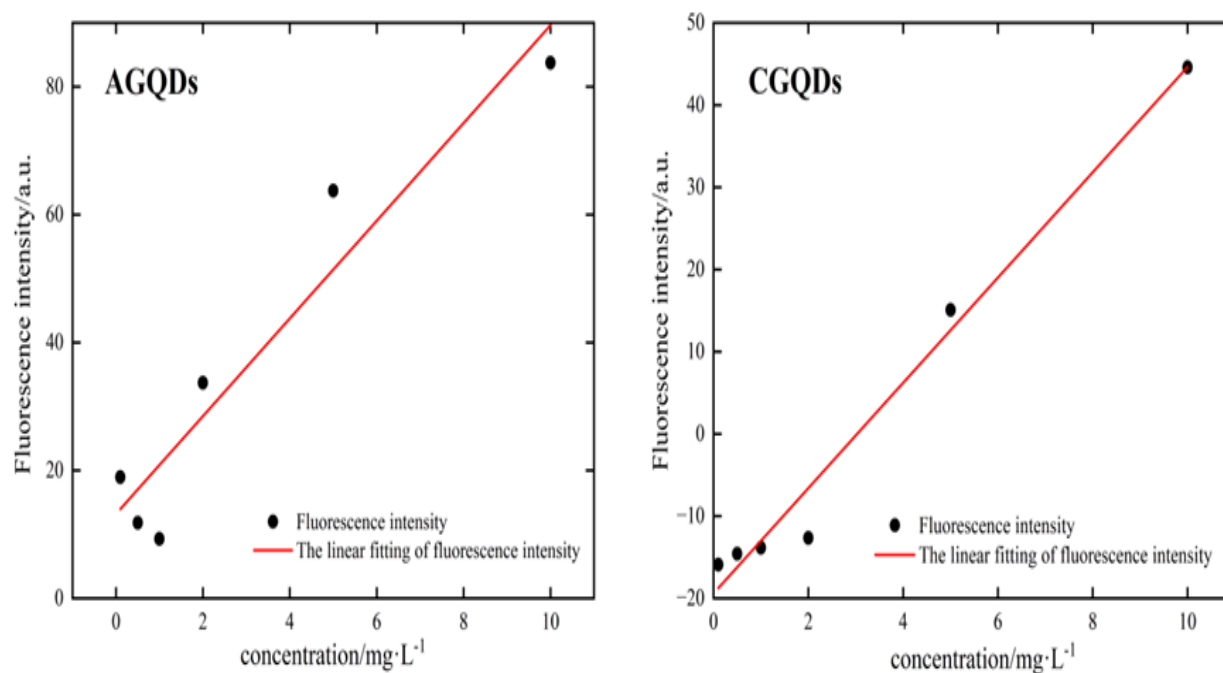 AGQDs
Fluorescence intensity/a.u.
80
60
40
20
0
0 2 4 6 8 10
concentration/mg·L⁻¹
Fluorescence intensity
The linear fitting of fluorescence intensity
CGQDs
Fluorescence intensity/a.u.
50
40
30
20
10
0
−10
−20
0 2 4 6 8 10
concentration/mg·L⁻¹
Fluorescence intensity
The linear fitting of fluorescence intensity